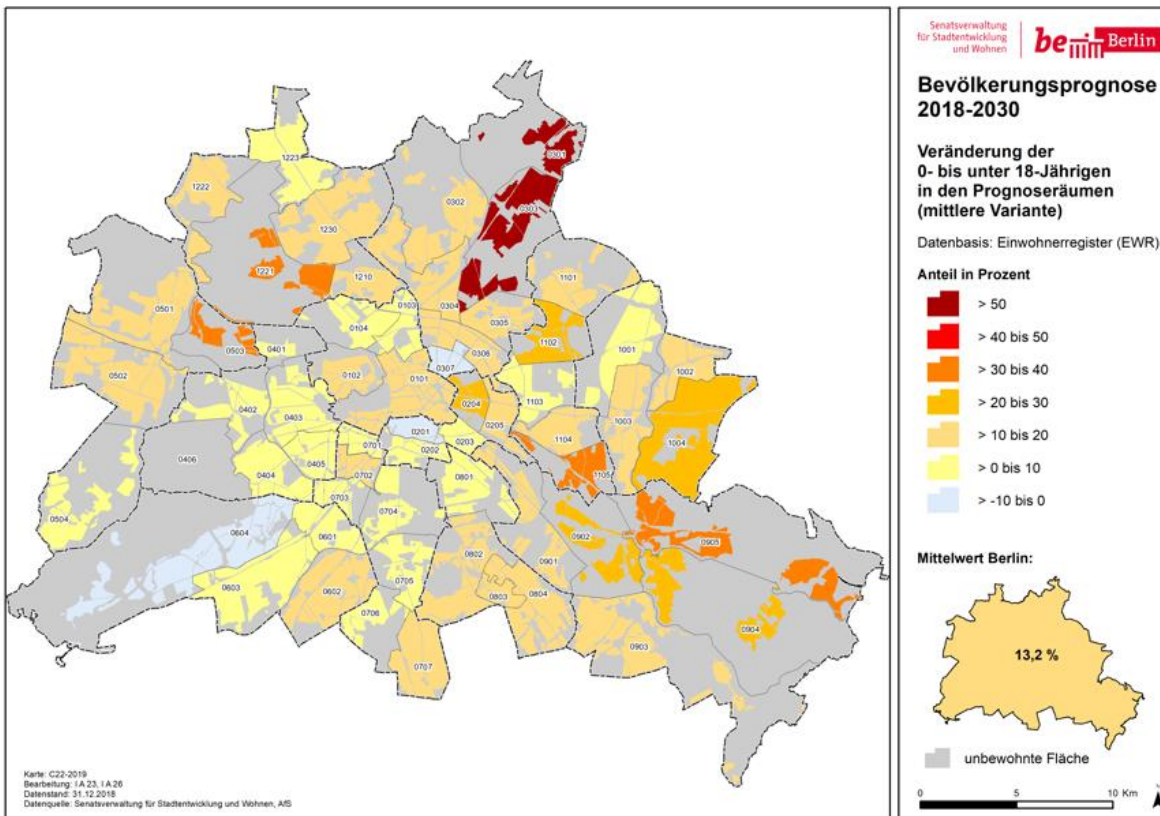 1223
1222
0301
0302
0303
1230
1221
1210
1101
0501
0103
0304
0104
0305
0503
0401
1102
1001
0306
0307
0502
0102
0101
1002
0204
1103
0402
0403
0205
1003
0201
1004
0203
0701
0202
1104
0406
0405
0404
0702
0801
1105
0703
0704
0504
0604
0601
0902
0905
0802
0901
0705
0603
0602
0803
0804
0706
0904
0903
0707
Karte: C22-2019
Bearbeitung: I A 23, I A 26
Datenstand: 31.12.2018
Datenquelle: Senatsverwaltung für Stadtentwicklung und Wohnen, AfS
Senatsverwaltung
für Stadtentwicklung
und Wohnen
be Berlin
Bevölkerungsprognose
2018-2030
Veränderung der
0- bis unter 18-Jährigen
in den Prognoseräumen
(mittlere Variante)
Datenbasis: Einwohnerregister (EWR)
Anteil in Prozent
> 50
> 40 bis 50
> 30 bis 40
> 20 bis 30
> 10 bis 20
> 0 bis 10
> -10 bis 0
Mittelwert Berlin:
13,2 %
unbewohnte Fläche
0 5 10 Km